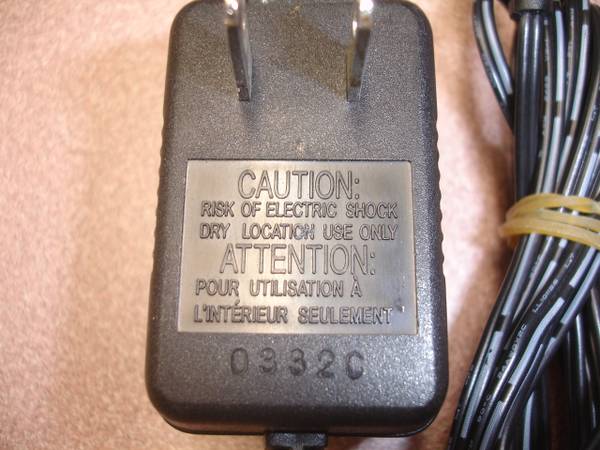 CAUTION:
RISK OF ELECTRIC SHOCK
DRY LOCATION USE ONLY
ATTENTION:
POUR UTILISATION À
L'INTÉRIEUR SEULEMENT
0332C